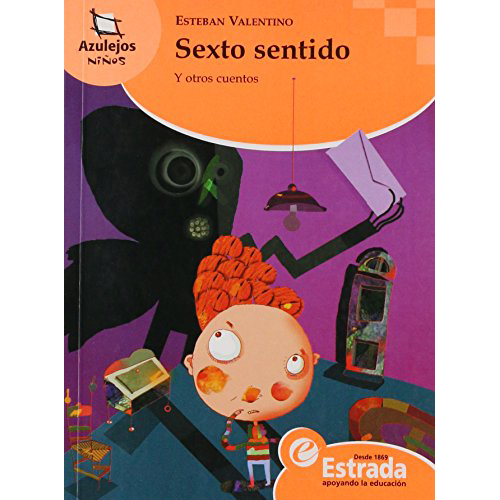 ESTEBAN VALENTINO
Azulejos
NIÑOS
Sexto sentido
Y otros cuentos
e
Desde 1869
Estrada
apoyando la educación